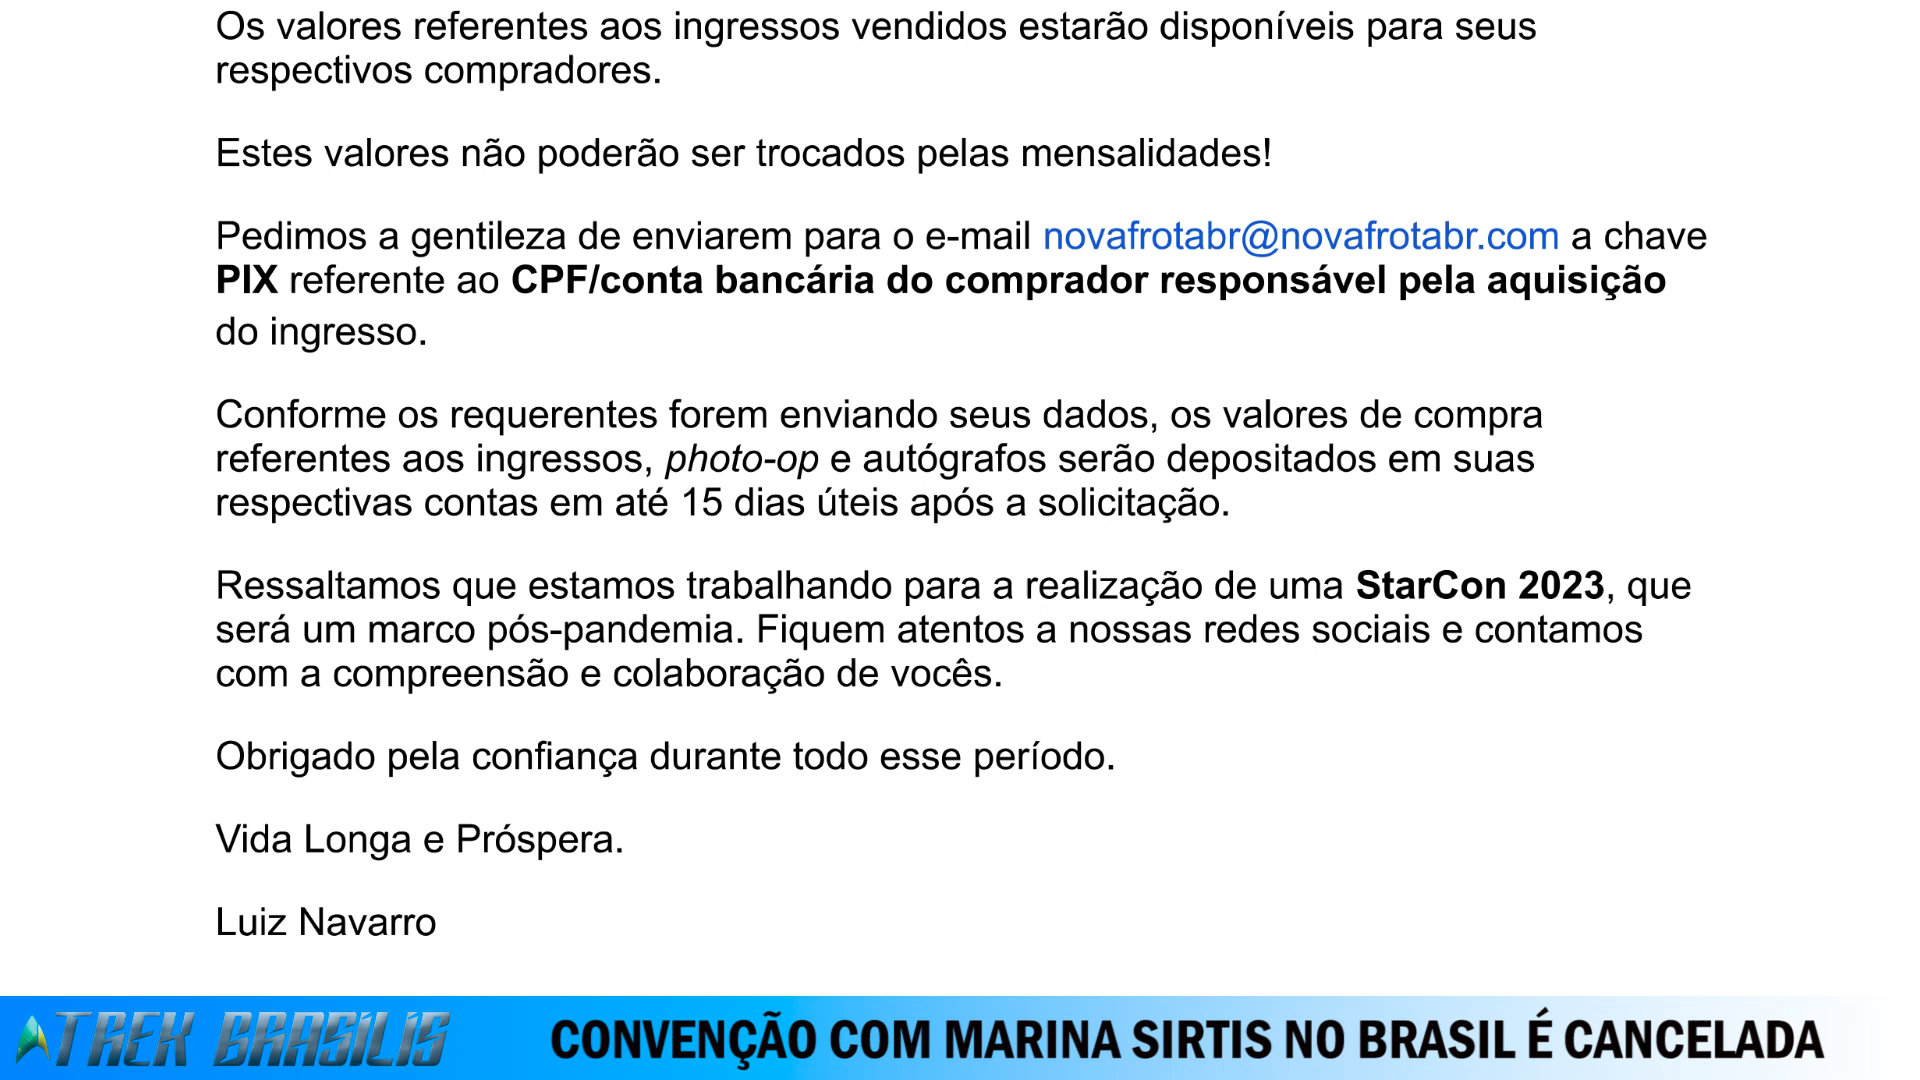 Os valores referentes aos ingressos vendidos estarão disponíveis para seus
respectivos compradores.
Estes valores não poderão ser trocados pelas mensalidades!
Pedimos a gentileza de enviarem para o e-mail novafrotabr@novafrotabr.com a chave
PIX referente ao CPF/conta bancária do comprador responsável pela aquisição
do ingresso.
Conforme os requerentes forem enviando seus dados, os valores de compra
referentes aos ingressos, photo-op e autógrafos serão depositados em suas
respectivas contas em até 15 dias úteis após a solicitação.
Ressaltamos que estamos trabalhando para a realização de uma StarCon 2023, que
será um marco pós-pandemia. Fiquem atentos a nossas redes sociais e contamos
com a compreensão e colaboração de vocês.
Obrigado pela confiança durante todo esse período.
Vida Longa e Próspera.
Luiz Navarro
TREK BRASILIS
CONVENÇÃO COM MARINA SIRTIS NO BRASIL É CANCELADA